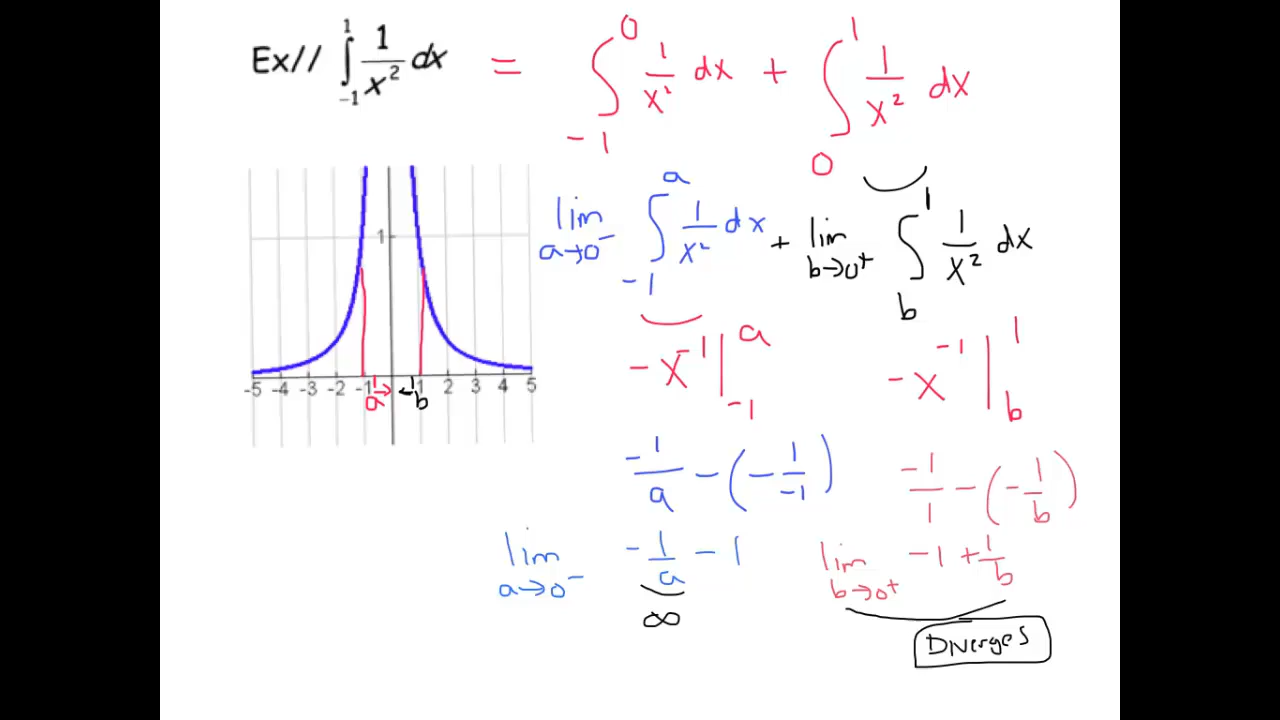 Ex// ∫_{-1}^{1} 1/x² dx = ∫_{-1}^{0} 1/x² dx + ∫_{0}^{1} 1/x² dx
lim_{a→0⁻} ∫_{-1}^{a} 1/x² dx + lim_{b→0⁺} ∫_{b}^{1} 1/x² dx
1
-5 -4 -3 -2 -1 1 2 3 4 5
a b
-x⁻¹ |_{-1}^{a} -x⁻¹ |_{b}^{1}
-1/a - (-1/-1) -1/1 - (-1/b)
lim_{a→0⁻} -1/a - 1 lim_{b→0⁺} -1 + 1/b
∞
Diverges